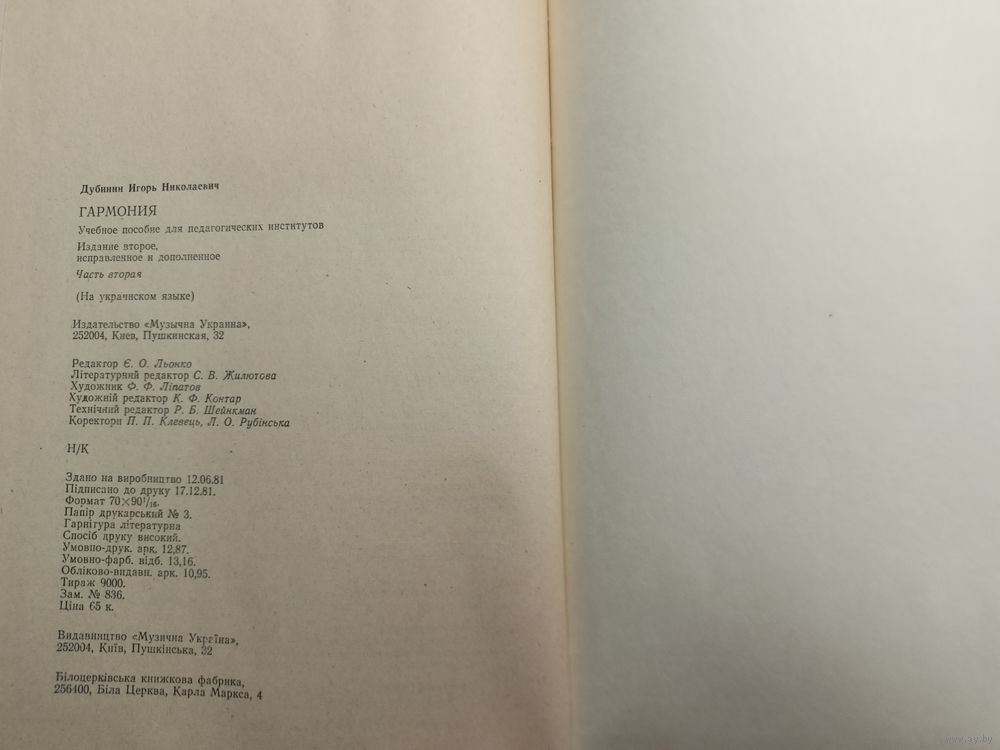 Дубинин Игорь Николаевич
ГАРМОНИЯ
Учебное пособие для педагогических институтов
Издание второе,
исправленное и дополненное
Часть вторая
(На украинском языке)
Издательство «Музычна Украина»,
252004, Киев, Пушкинская, 32
Редактор Є. О. Льонко
Літературний редактор С. В. Жилютова
Художник Ф. Ф. Ліпатов
Художній редактор К. Ф. Контар
Технічний редактор Р. Б. Шейнкман
Коректори П. П. Клевець, Л. О. Рубінська
Н/К
Здано на виробництво 12.06.81
Підписано до друку 17.12.81.
Формат 70×90¹/₁₆.
Папір друкарський № 3.
Гарнітура літературна
Спосіб друку високий.
Умовно-друк. арк. 12,87.
Умовно-фарб. відб. 13,16.
Обліково-видавн. арк. 10,95.
Тираж 9000.
Зам. № 836.
Ціна 65 к.
Видавництво «Музична Україна»,
252004, Київ, Пушкінська, 32
Білоцерківська книжкова фабрика,
256400, Біла Церква, Карла Маркса, 4
www.ay.by